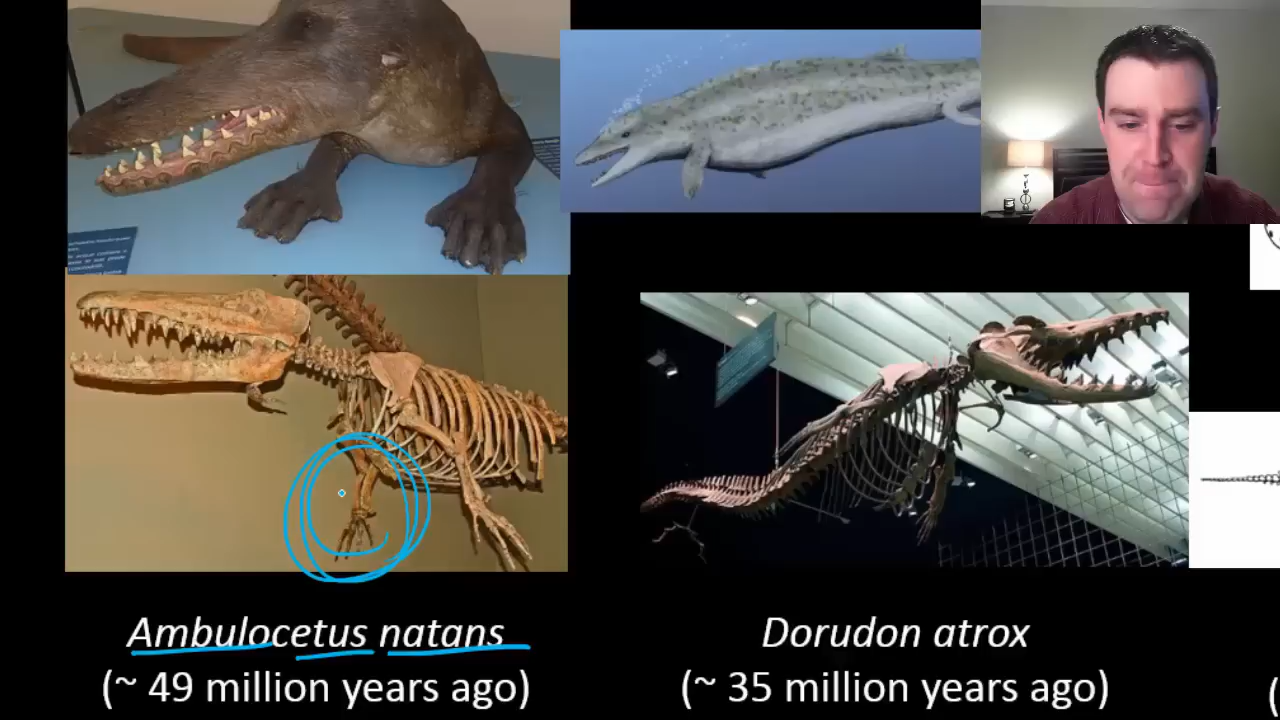 Ambulocetus natans
(~ 49 million years ago)
Dorudon atrox
(~ 35 million years ago)
(